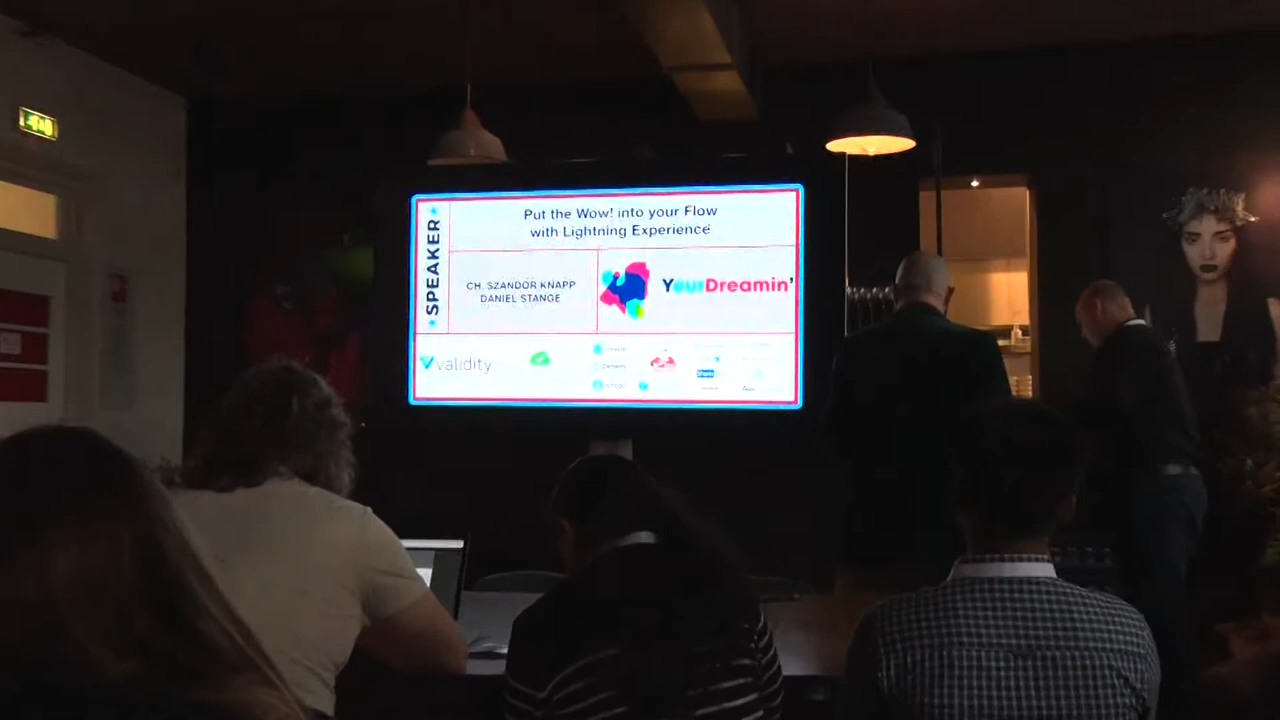 SPEAKER
Put the Wow! into your Flow
with Lightning Experience
CH. SZANDOR KNAPP
DANIEL STANGE
YourDreamin'
validity